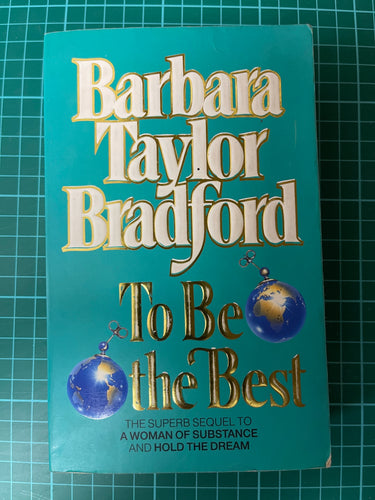 Barbara
Taylor
Bradford
To Be
the Best
THE SUPERB SEQUEL TO
A WOMAN OF SUBSTANCE
AND HOLD THE DREAM